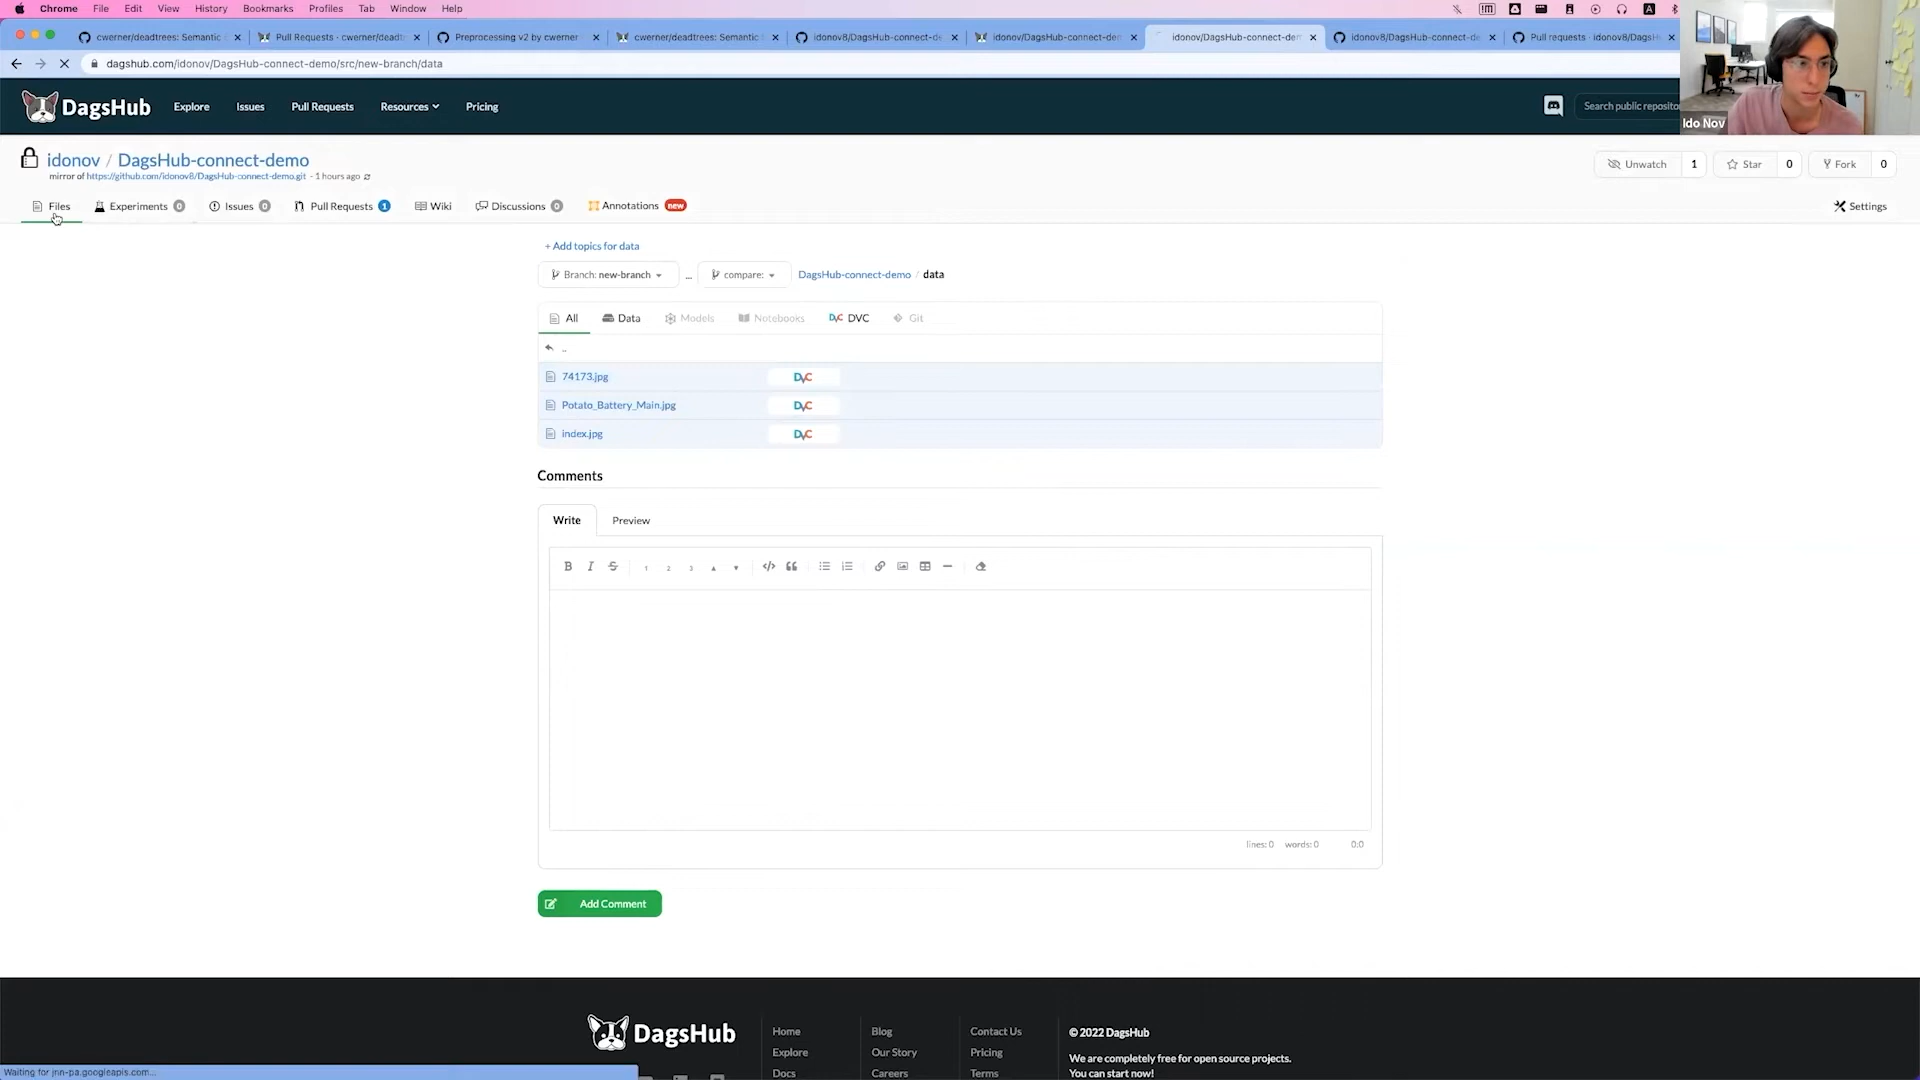 Chrome File Edit View History Bookmarks Profiles Tab Window Help
cwerner/deadtrees: Semantic
Pull Requests · cwerner/deadt
Preprocessing v2 by cwerner
cwerner/deadtrees: Semantic
idonov8/DagsHub-connect-de
idonov/DagsHub-connect-dem
idonov/DagsHub-connect-dem
idonov8/DagsHub-connect-de
Pull requests · idonov8/DagsH
dagshub.com/idonov/DagsHub-connect-demo/src/new-branch/data
DagsHub Explore Issues Pull Requests Resources Pricing
Search public reposito
Ido Nov
idonov / DagsHub-connect-demo
Unwatch 1 Star 0 Fork 0
mirror of https://github.com/idonov8/DagsHub-connect-demo.git - 1 hours ago
Files Experiments 0 Issues 0 Pull Requests 1 Wiki Discussions 0 Annotations new Settings
+ Add topics for data
Branch: new-branch ... compare: DagsHub-connect-demo / data
All Data Models Notebooks DVC DVC Git
..
74173.jpg DVC
Potato_Battery_Main.jpg DVC
index.jpg DVC
Comments
Write Preview
B I S 1 2 3
lines: 0 words: 0 0:0
Add Comment
DagsHub
Home Blog Contact Us © 2022 DagsHub
Explore Our Story Pricing We are completely free for open source projects.
Docs Careers Terms You can start now!
Waiting for jnn-pa.googleapis.com...